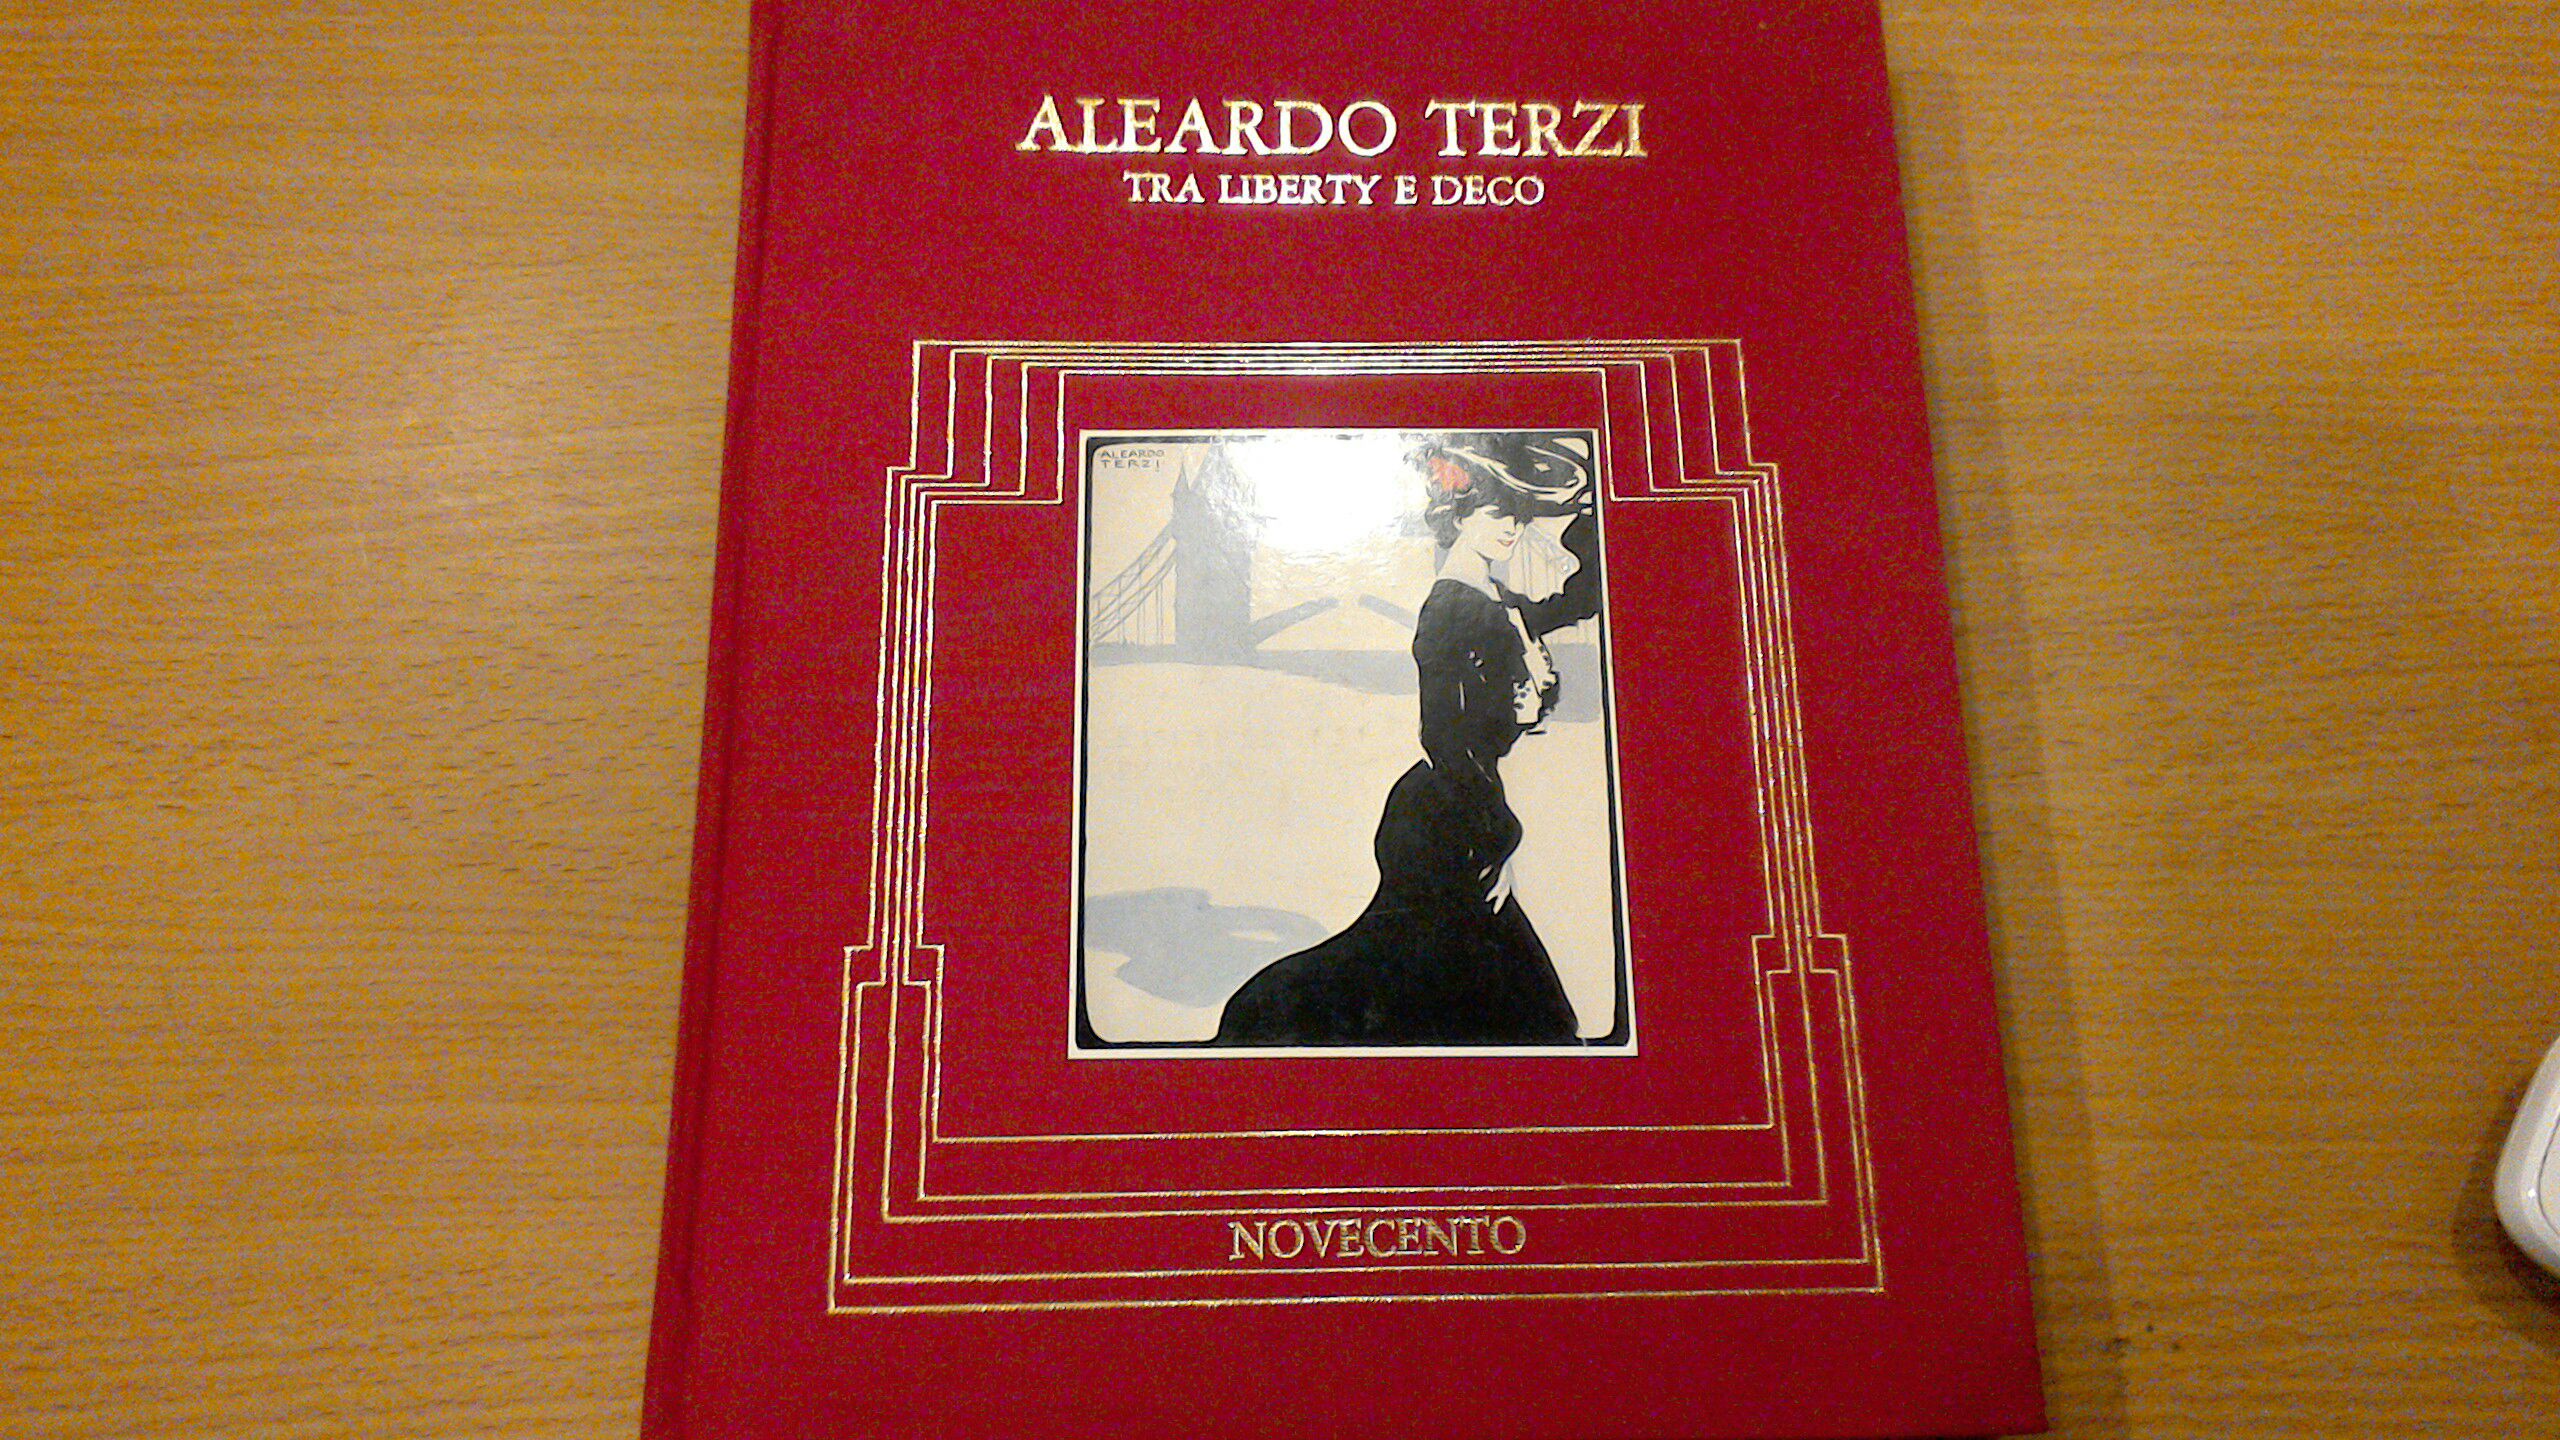 ALEARDO TERZI
TRA LIBERTY E DECO
ALEARDO
TERZI
NOVECENTO